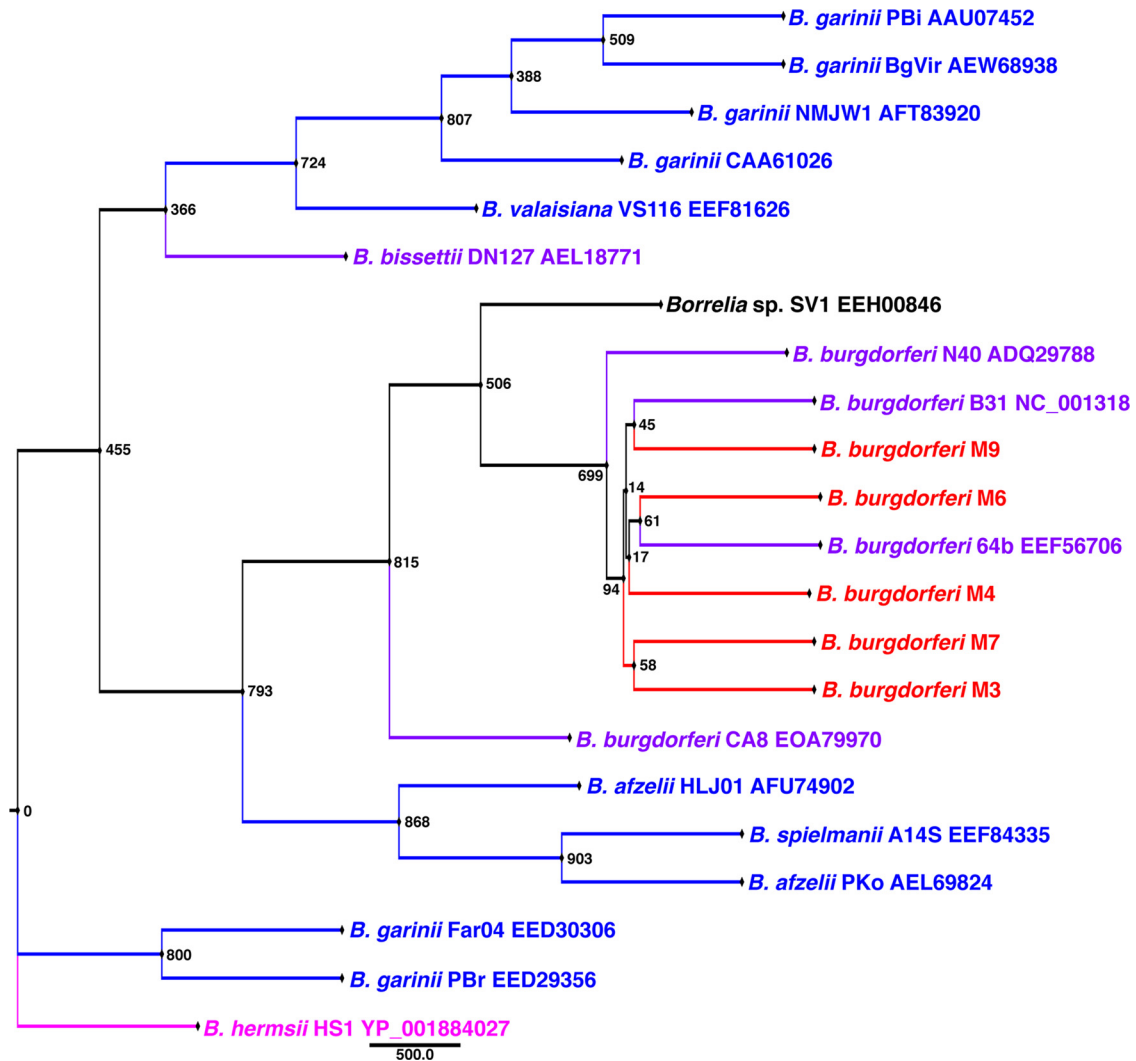 B. garinii PBi AAU07452
509
B. garinii BgVir AEW68938
388
B. garinii NMJW1 AFT83920
807
B. garinii CAA61026
724
B. valaisiana VS116 EEF81626
366
B. bissettii DN127 AEL18771
Borrelia sp. SV1 EEH00846
B. burgdorferi N40 ADQ29788
506
B. burgdorferi B31 NC_001318
45
B. burgdorferi M9
455
699
14
B. burgdorferi M6
61
B. burgdorferi 64b EEF56706
17
815
94
B. burgdorferi M4
B. burgdorferi M7
58
B. burgdorferi M3
793
B. burgdorferi CA8 EOA79970
B. afzelii HLJ01 AFU74902
0
868
B. spielmanii A14S EEF84335
903
B. afzelii PKo AEL69824
B. garinii Far04 EED30306
800
B. garinii PBr EED29356
B. hermsii HS1 YP_001884027
500.0